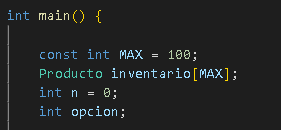 int main() {
const int MAX = 100;
Producto inventario[MAX];
int n = 0;
int opcion;